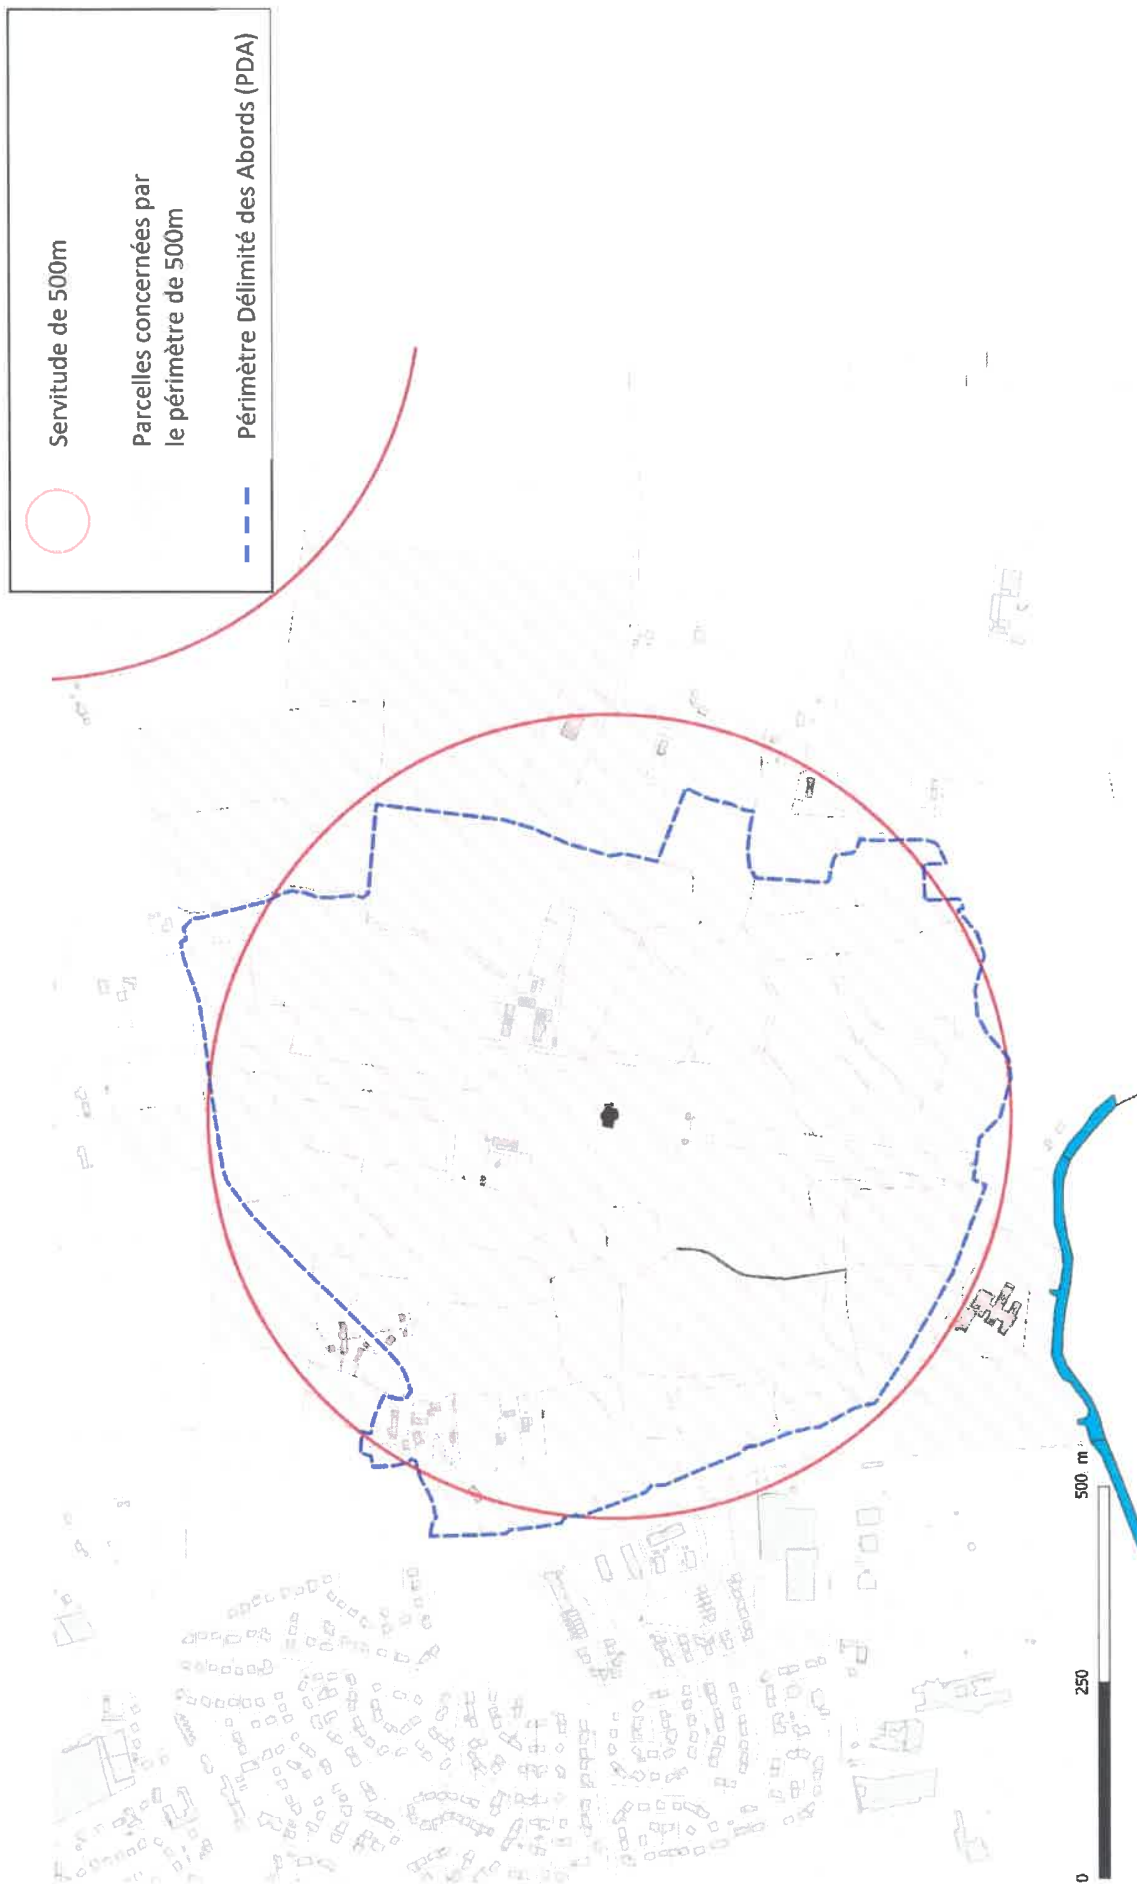 Servitude de 500m
Parcelles concernées par
le périmètre de 500m
Périmètre Délimité des Abords (PDA)
0
250
500 m